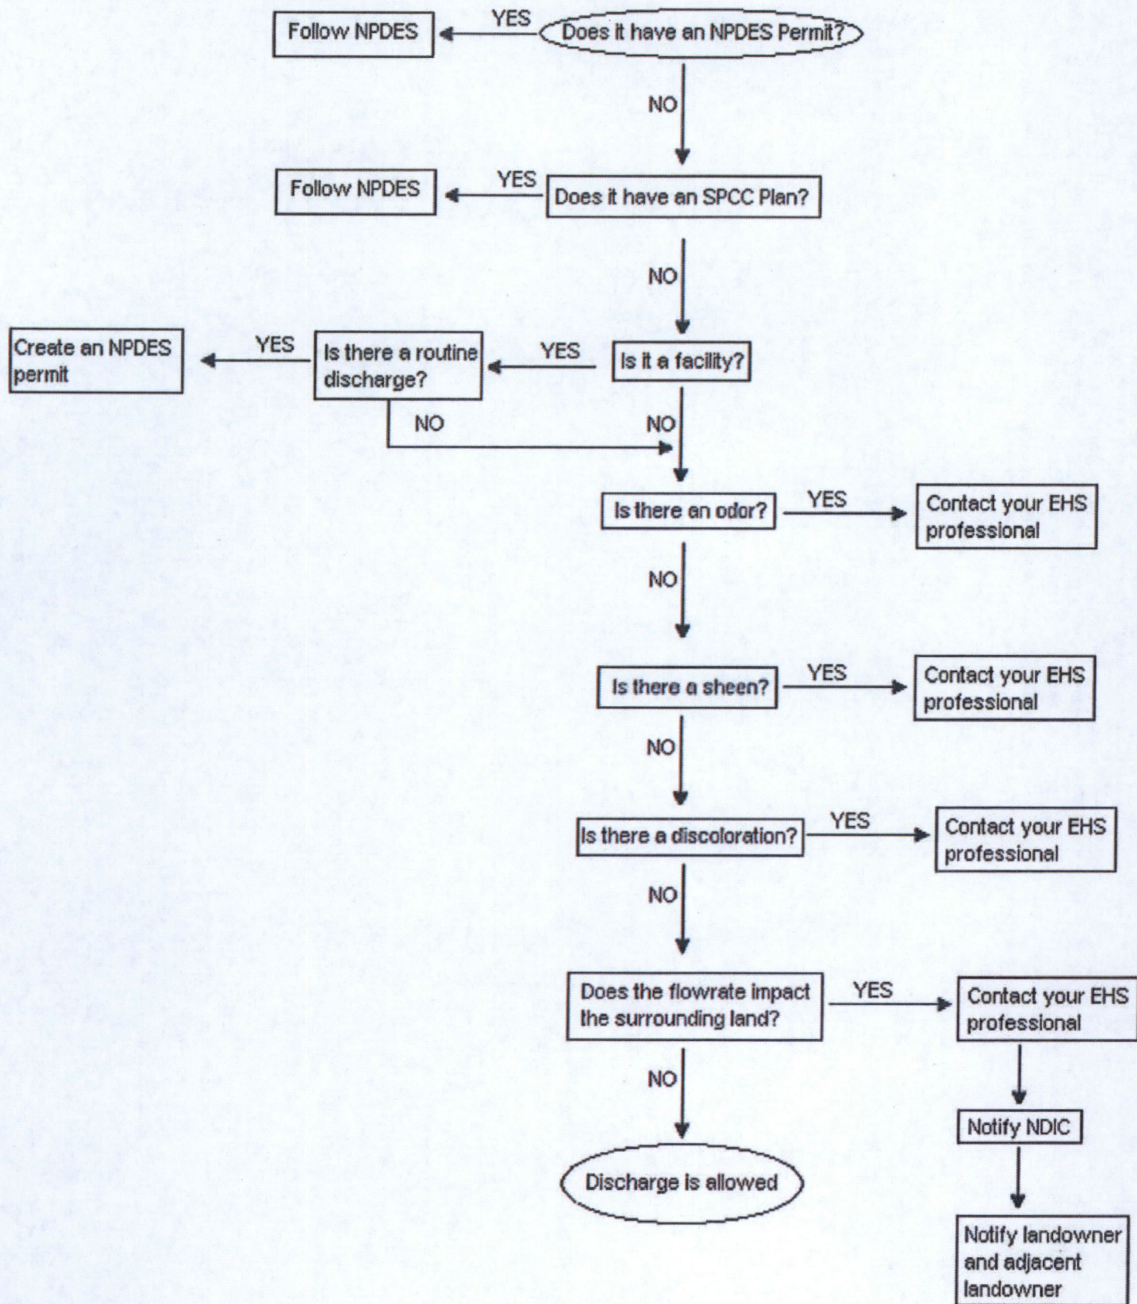 Follow NPDES
YES
Does it have an NPDES Permit?
NO
Follow NPDES
YES
Does it have an SPCC Plan?
NO
Create an NPDES
permit
YES
Is there a routine
discharge?
YES
Is it a facility?
NO
NO
Is there an odor?
YES
Contact your EHS
professional
NO
Is there a sheen?
YES
Contact your EHS
professional
NO
Is there a discoloration?
YES
Contact your EHS
professional
NO
Does the flowrate impact
the surrounding land?
YES
Contact your EHS
professional
NO
Notify NDIC
Discharge is allowed
Notify landowner
and adjacent
landowner